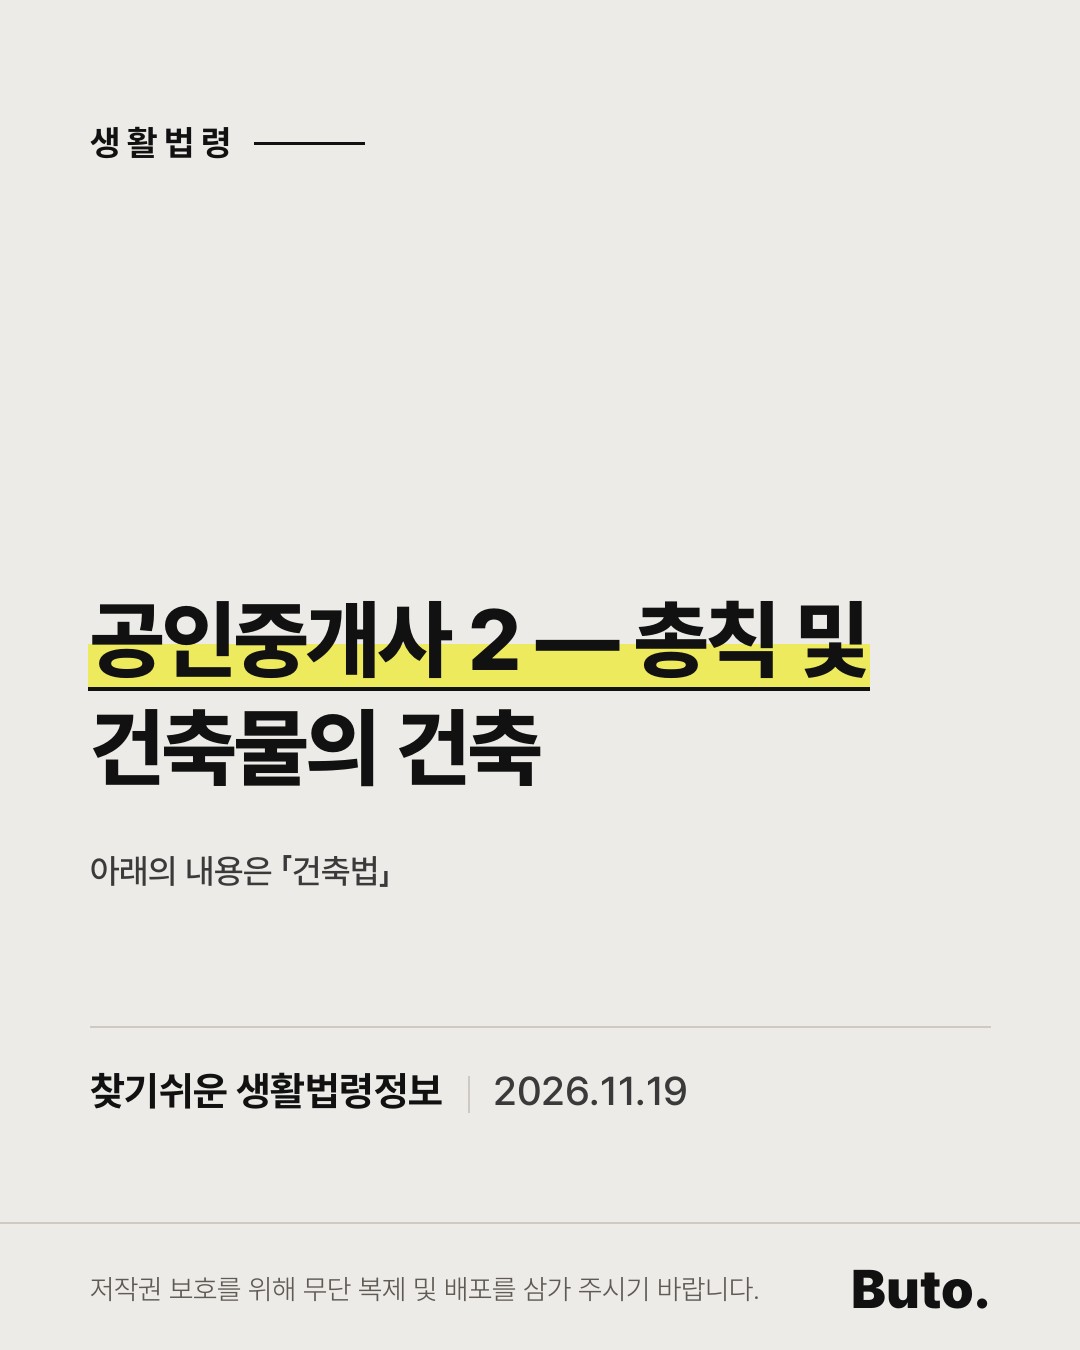 생활법령
공인중개사 2 — 총칙 및
건축물의 건축
아래의 내용은 ｢건축법｣
찾기쉬운 생활법령정보 2026.11.19
저작권 보호를 위해 무단 복제 및 배포를 삼가 주시기 바랍니다.
Buto.